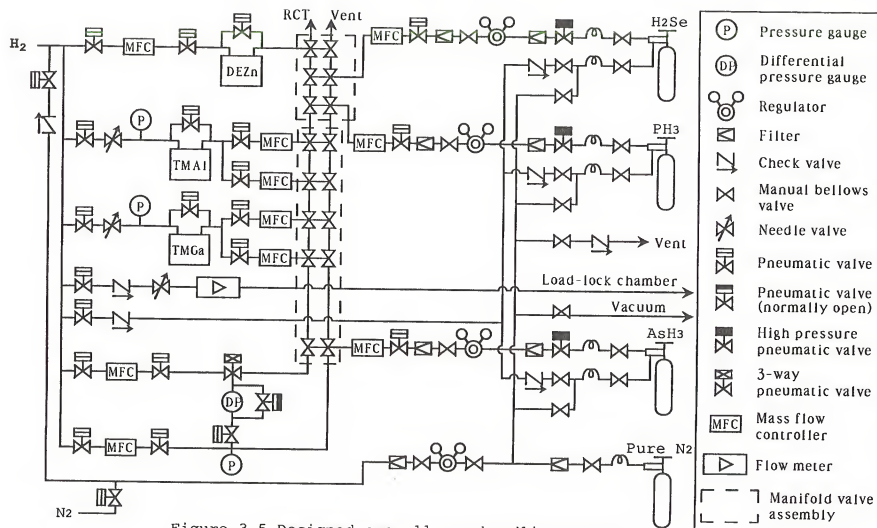 RCT Vent
H2
MFC
DEZn
MFC
H2Se
P
TMAl
MFC
MFC
MFC
PH3
P
TMGa
MFC
MFC
Vent
Load-lock chamber
Vacuum
MFC
AsH3
MFC
DP
MFC
P
Pure N2
N2
P Pressure gauge
DP Differential
pressure gauge
Regulator
Filter
Check valve
Manual bellows
valve
Needle valve
Pneumatic valve
Pneumatic valve
(normally open)
High pressure
pneumatic valve
3-way
pneumatic valve
MFC Mass flow
controller
Flow meter
Manifold valve
assembly